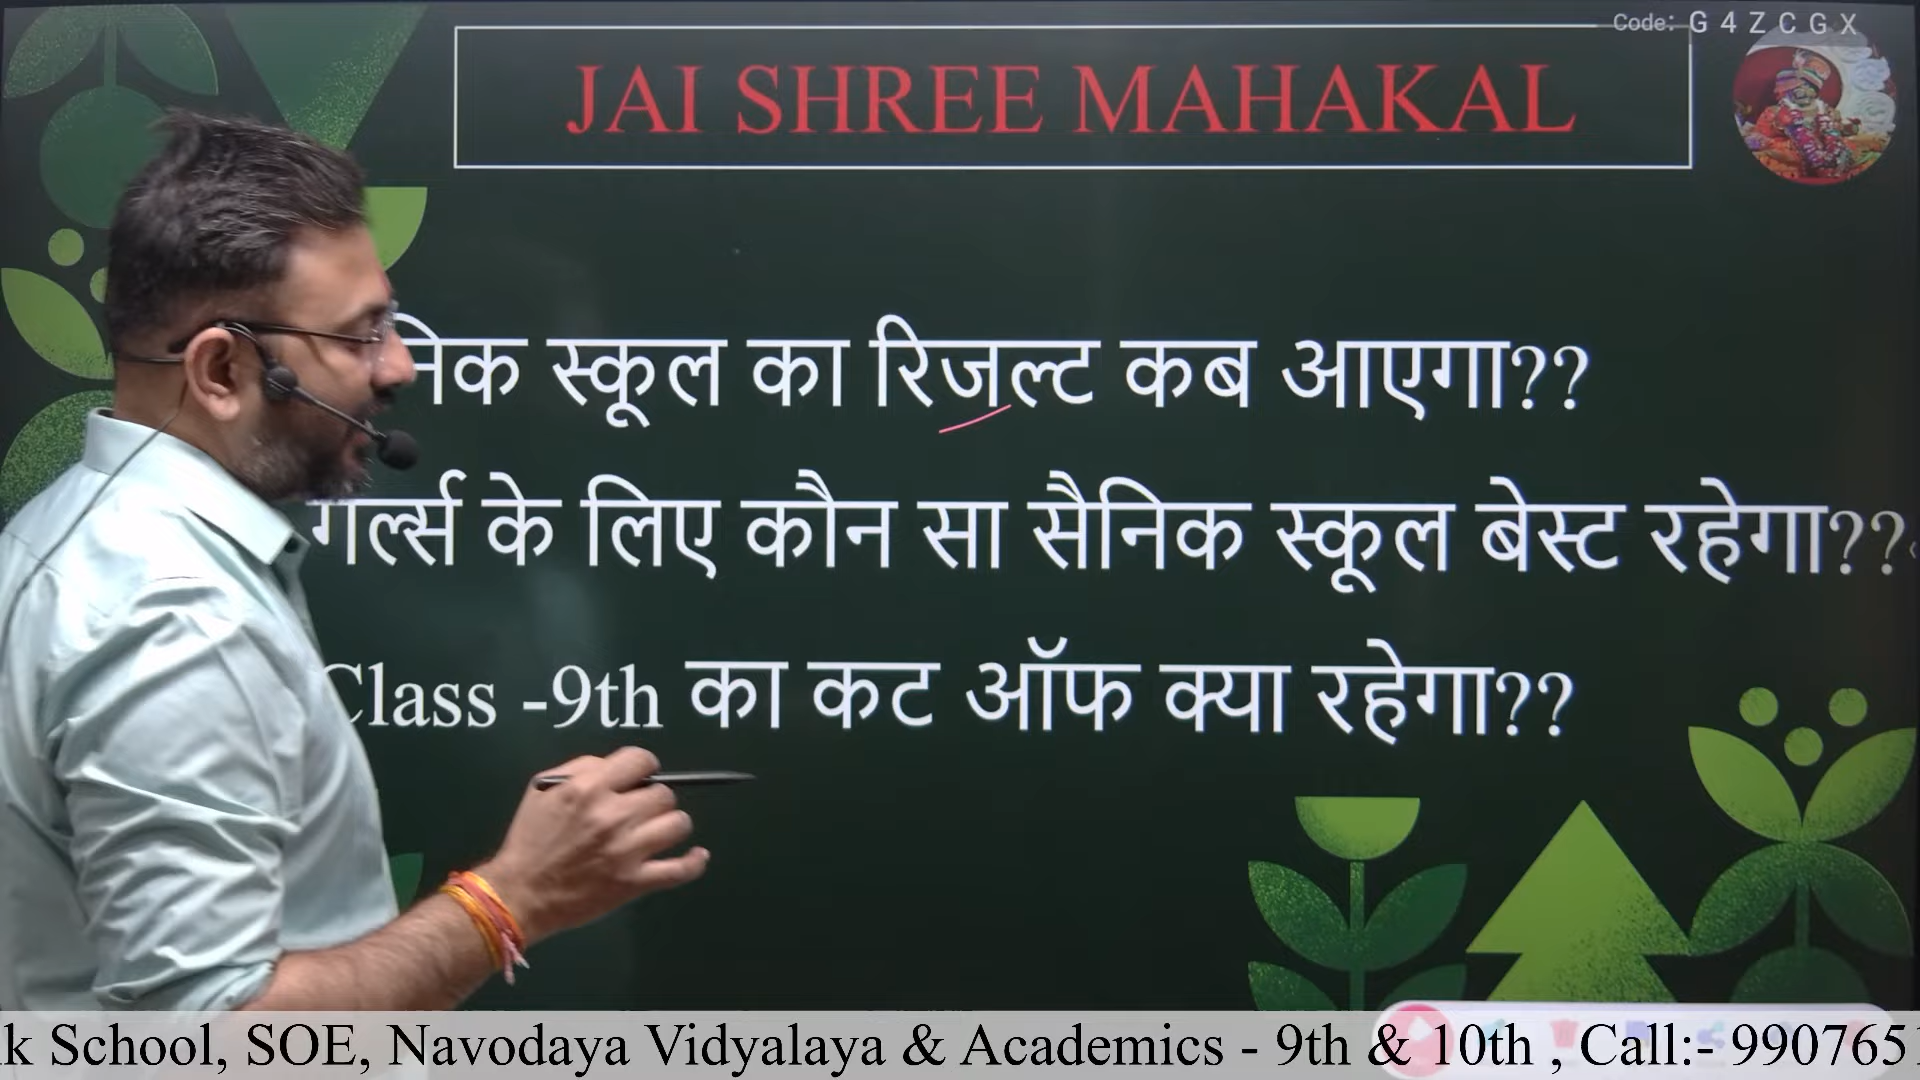 Code: G 4 Z C G X
JAI SHREE MAHAKAL
स्कूल का रिजल्ट कब आएगा??
गर्ल्स के लिए कौन सा सैनिक स्कूल बेस्ट रहेगा??
Class -9th का कट ऑफ क्या रहेगा??
School, SOE, Navodaya Vidyalaya & Academics - 9th & 10th , Call:- 990765